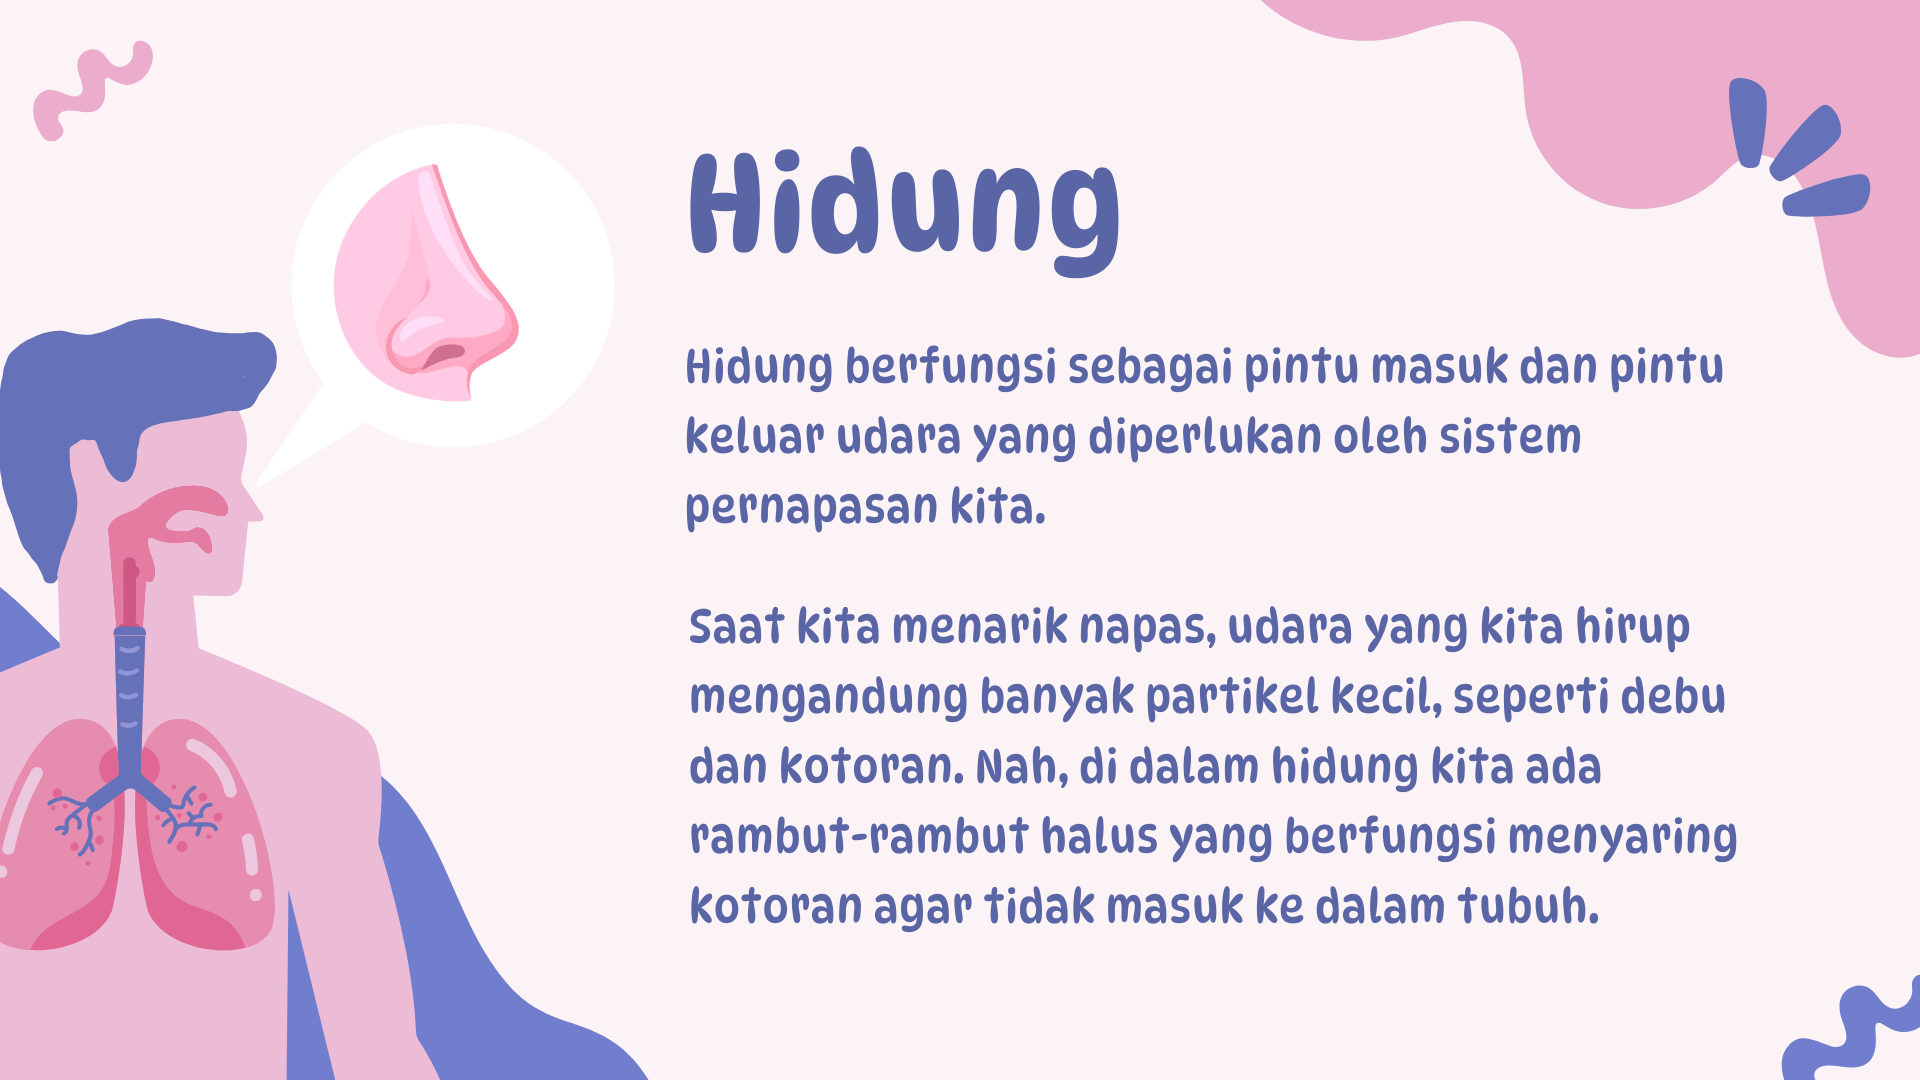 Hidung
Hidung berfungsi sebagai pintu masuk dan pintu
keluar udara yang diperlukan oleh sistem
pernapasan kita.
Saat kita menarik napas, udara yang kita hirup
mengandung banyak partikel kecil, seperti debu
dan kotoran. Nah, di dalam hidung kita ada
rambut-rambut halus yang berfungsi menyaring
kotoran agar tidak masuk ke dalam tubuh.